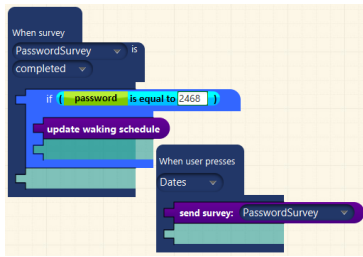 When survey
PasswordSurvey is
completed
if ( password is equal to 2468 )
update waking schedule
When user presses
Dates
send survey: PasswordSurvey